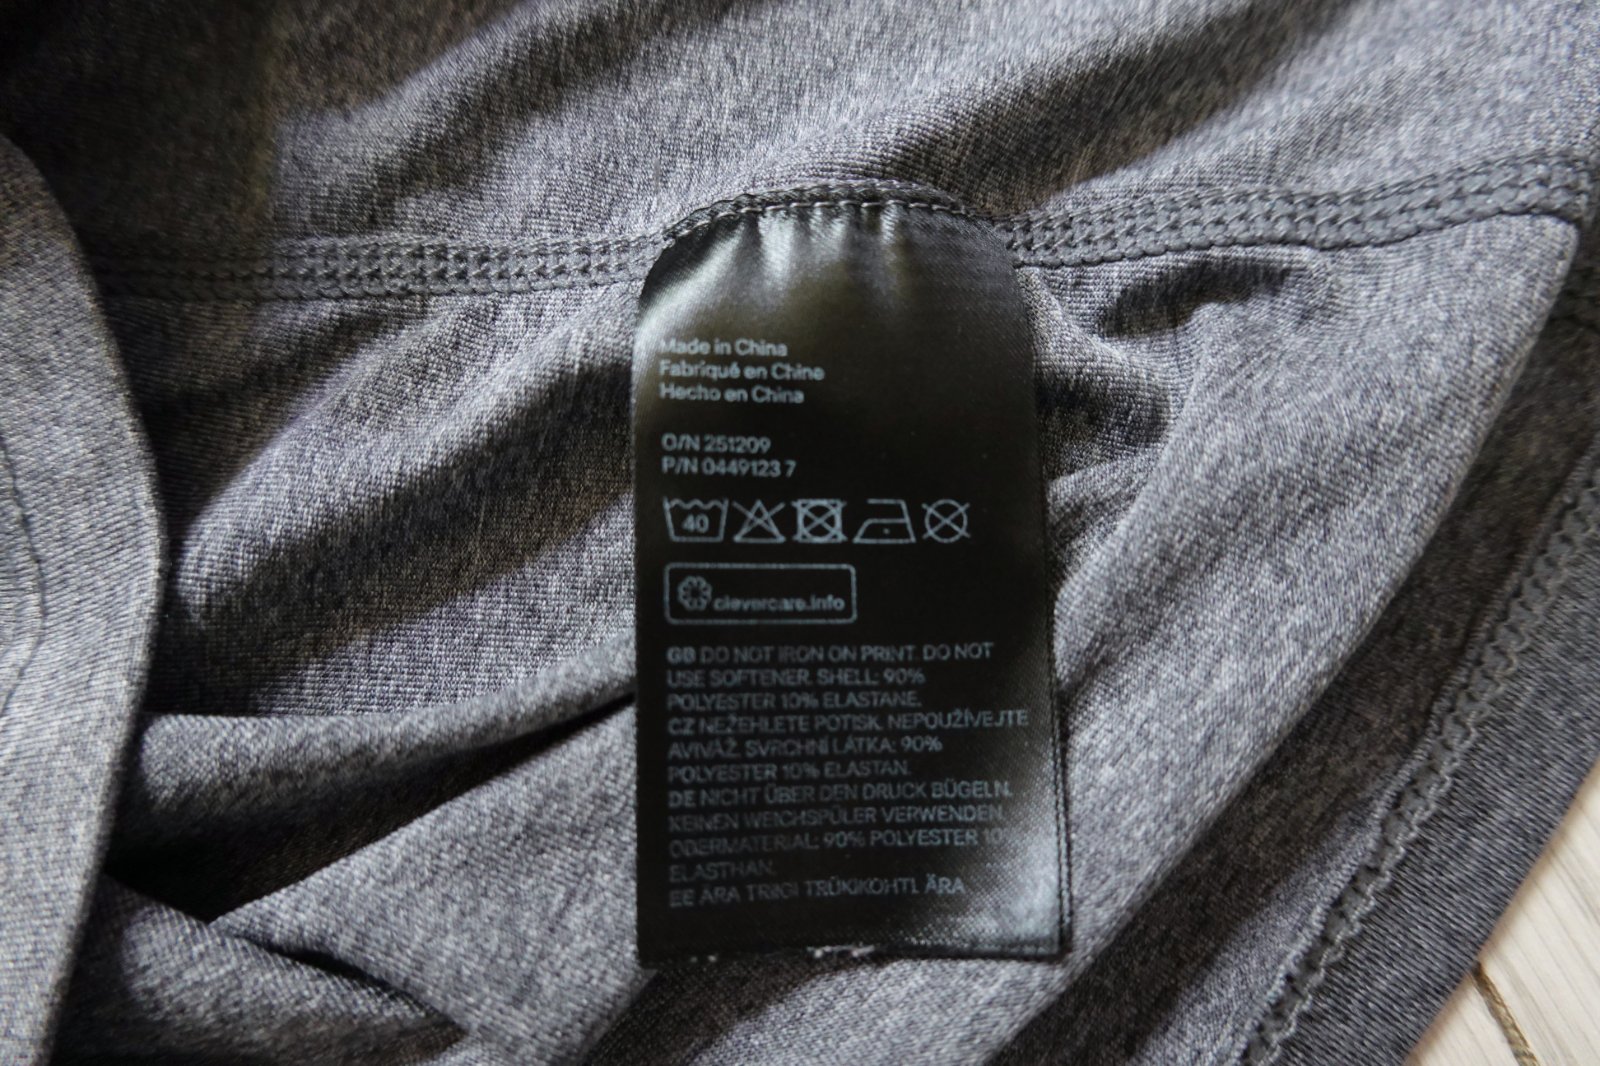 Made in China
Fabriqué en Chine
Hecho en China
O/N 251209
P/N 0449123 7
40
clevercare.info
GB DO NOT IRON ON PRINT. DO NOT
USE SOFTENER. SHELL: 90%
POLYESTER 10% ELASTANE.
CZ NEŽEHLETE POTISK. NEPOUŽÍVEJTE
AVIVÁŽ. SVRCHNÍ LÁTKA: 90%
POLYESTER 10% ELASTAN.
DE NICHT ÜBER DEN DRUCK BÜGELN.
KEINEN WEICHSPÜLER VERWENDEN.
OBERMATERIAL: 90% POLYESTER 10%
ELASTHAN.
EE ÄRA TRIIGI TRÜKIKOHTI. ÄRA